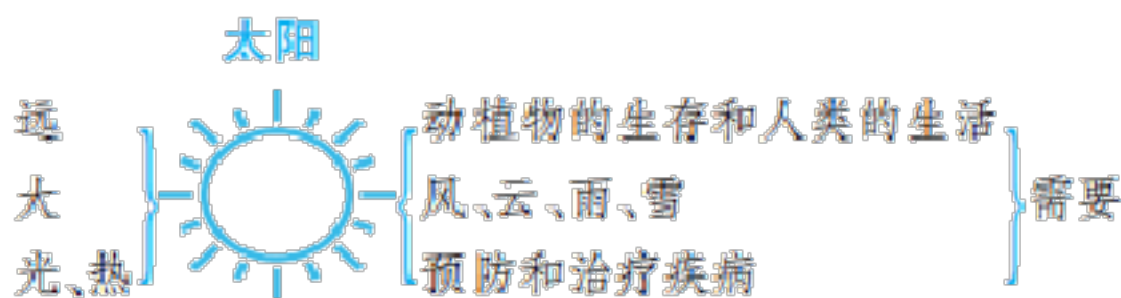 太阳
远
大
光、热
动植物的生存和人类的生活
风、云、雨、雪
预防和治疗疾病
需要